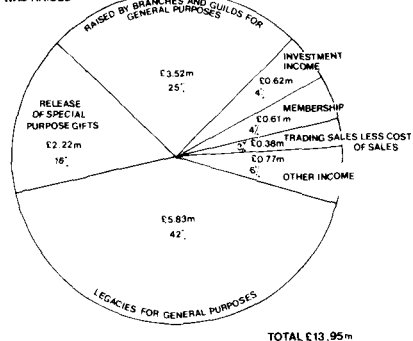 RAISED BY BRANCHES AND GUILDS FOR
GENERAL PURPOSES
£3.52m
25%
INVESTMENT
INCOME
£0.62m
4%
MEMBERSHIP
£0.61m
4%
TRADING SALES LESS COST
OF SALES
£0.38m
3%
£0.77m
6%
OTHER INCOME
RELEASE
OF SPECIAL
PURPOSE GIFTS
£2.22m
16%
£5.83m
42%
LEGACIES FOR GENERAL PURPOSES
TOTAL £13.95m